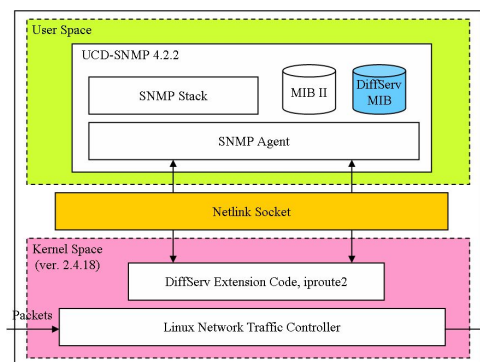 User Space
UCD-SNMP 4.2.2
SNMP Stack
MIB II
DiffServ
MIB
SNMP Agent
Netlink Socket
Kernel Space
(ver. 2.4.18)
DiffServ Extension Code, iproute2
Packets
Linux Network Traffic Controller